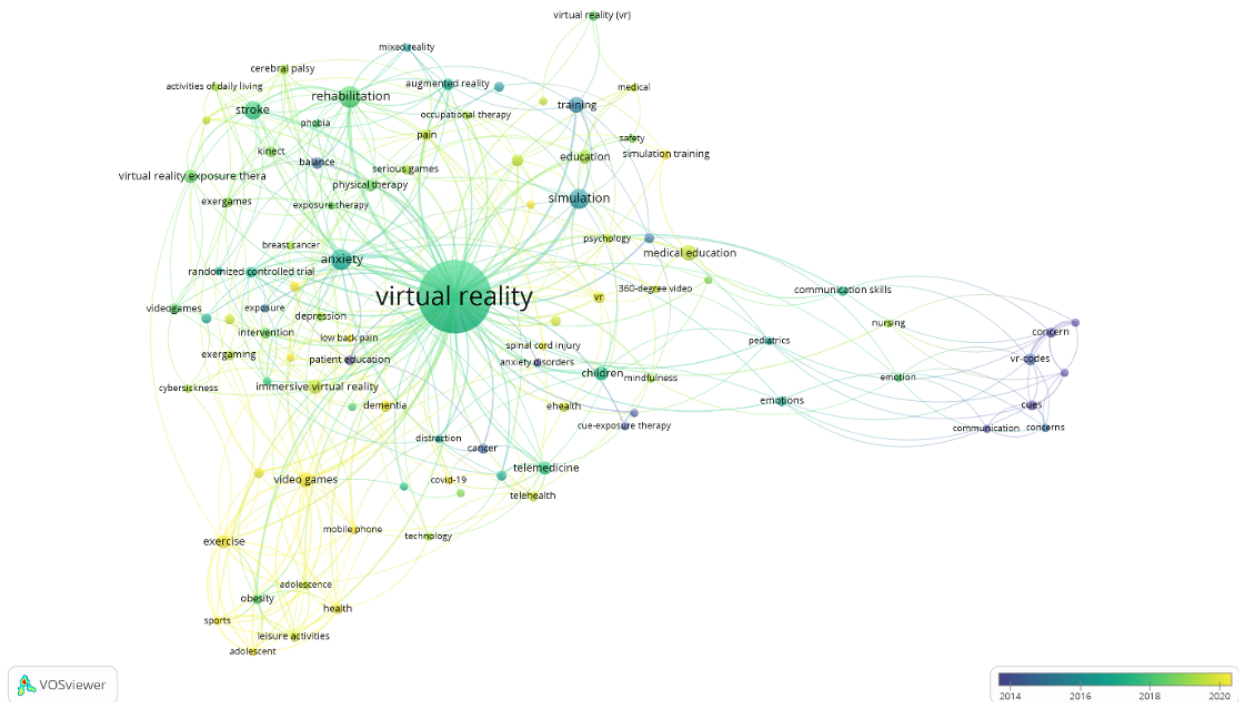 virtual reality (vr)
mixed reality
cerebral palsy
activities of daily living
augmented reality
medical
rehabilitation
training
stroke
occupational therapy
phobia
pain
safety
kinect
education
simulation training
balance
serious games
virtual reality exposure thera
physical therapy
exergames
exposure therapy
simulation
psychology
breast cancer
medical education
anxiety
randomized controlled trial
360-degree video
communication skills
virtual reality
vr
videogames
exposure
depression
nursing
concern
intervention
low back pain
pediatrics
spinal cord injury
exergaming
patient education
anxiety disorders
vr-codes
children
mindfulness
emotion
cybersickness
immersive virtual reality
emotions
dementia
ehealth
cues
cue-exposure therapy
communication
concerns
distraction
cancer
telemedicine
video games
covid-19
telehealth
mobile phone
technology
exercise
adolescence
obesity
health
sports
leisure activities
adolescent
VOSviewer
2014 2016 2018 2020